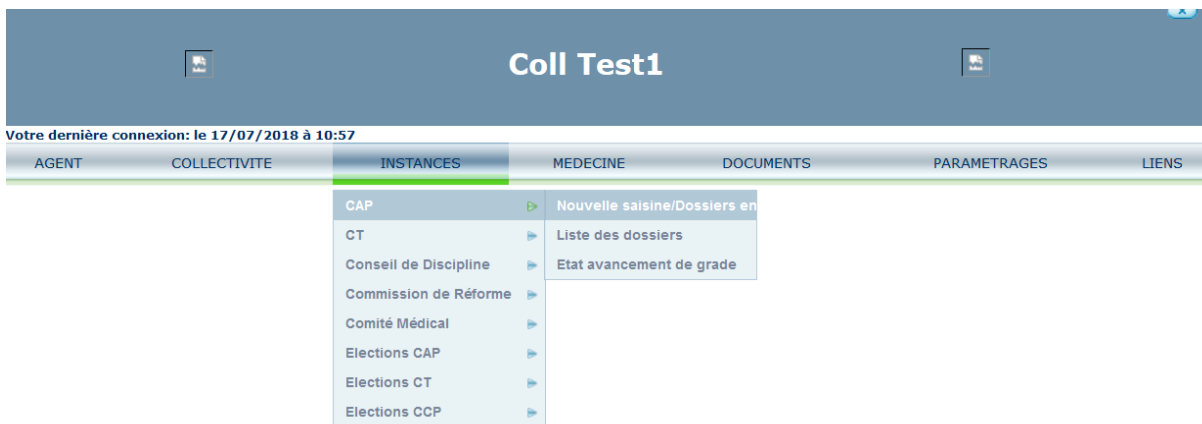 x
Coll Test1
Votre dernière connexion: le 17/07/2018 à 10:57
AGENT COLLECTIVITE INSTANCES MEDECINE DOCUMENTS PARAMETRAGES LIENS
CAP Nouvelle saisine/Dossiers en
CT Liste des dossiers
Conseil de Discipline Etat avancement de grade
Commission de Réforme
Comité Médical
Elections CAP
Elections CT
Elections CCP